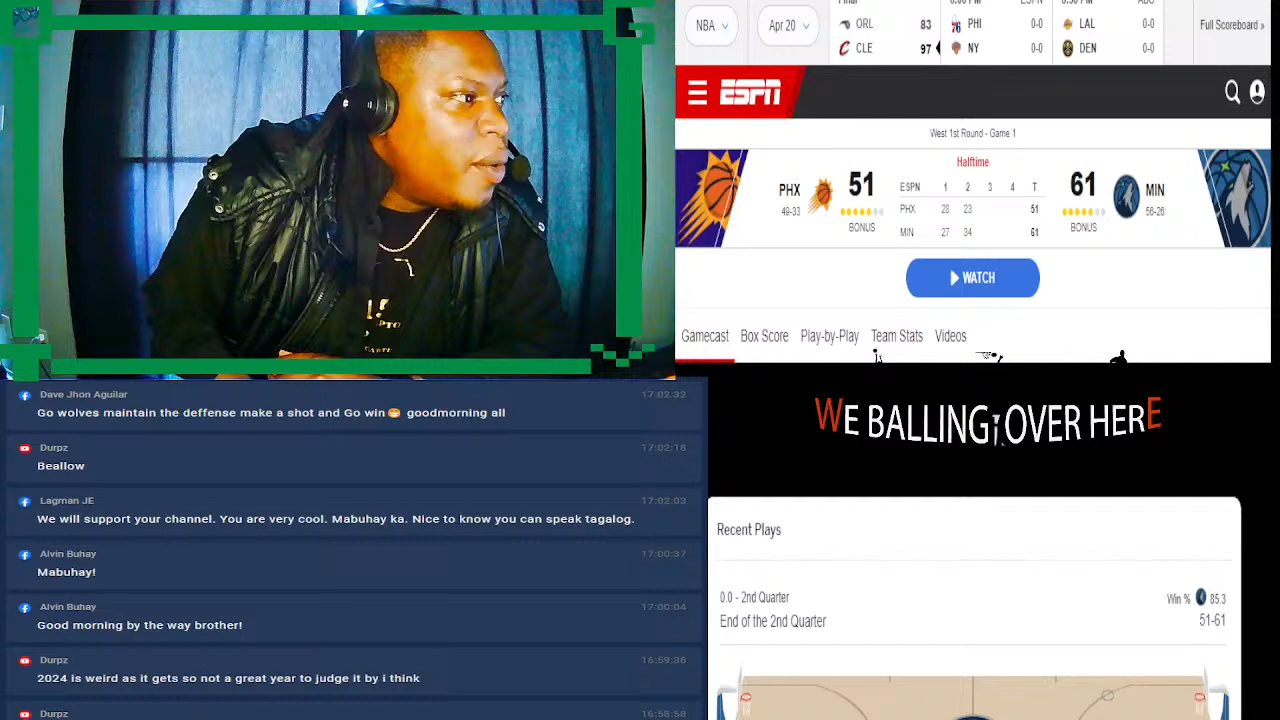 NBA
Apr 20
Final
ORL 83
CLE 97
ESPN
PHI 0-0
NY 0-0
LAL 0-0
DEN 0-0
Full Scoreboard »
ESPN
West 1st Round - Game 1
Halftime
PHX
49-33
51
BONUS
ESPN 1 2 3 4 T
PHX 28 23 51
MIN 27 34 61
61
BONUS
MIN
56-26
WATCH
Gamecast Box Score Play-by-Play Team Stats Videos
Dave Jhon Aguilar 17:02:32
Go wolves maintain the deffense make a shot and Go win😁 goodmorning all
Durpz 17:02:18
Beallow
Lagman JE 17:02:03
We will support your channel. You are very cool. Mabuhay ka. Nice to know you can speak tagalog.
Alvin Buhay 17:00:37
Mabuhay!
Alvin Buhay 17:00:04
Good morning by the way brother!
Durpz 16:59:36
2024 is weird as it gets so not a great year to judge it by i think
Durpz 16:58:58
WE BALLING OVER HERE
Recent Plays
0.0 - 2nd Quarter
Win % 85.3
End of the 2nd Quarter
51-61